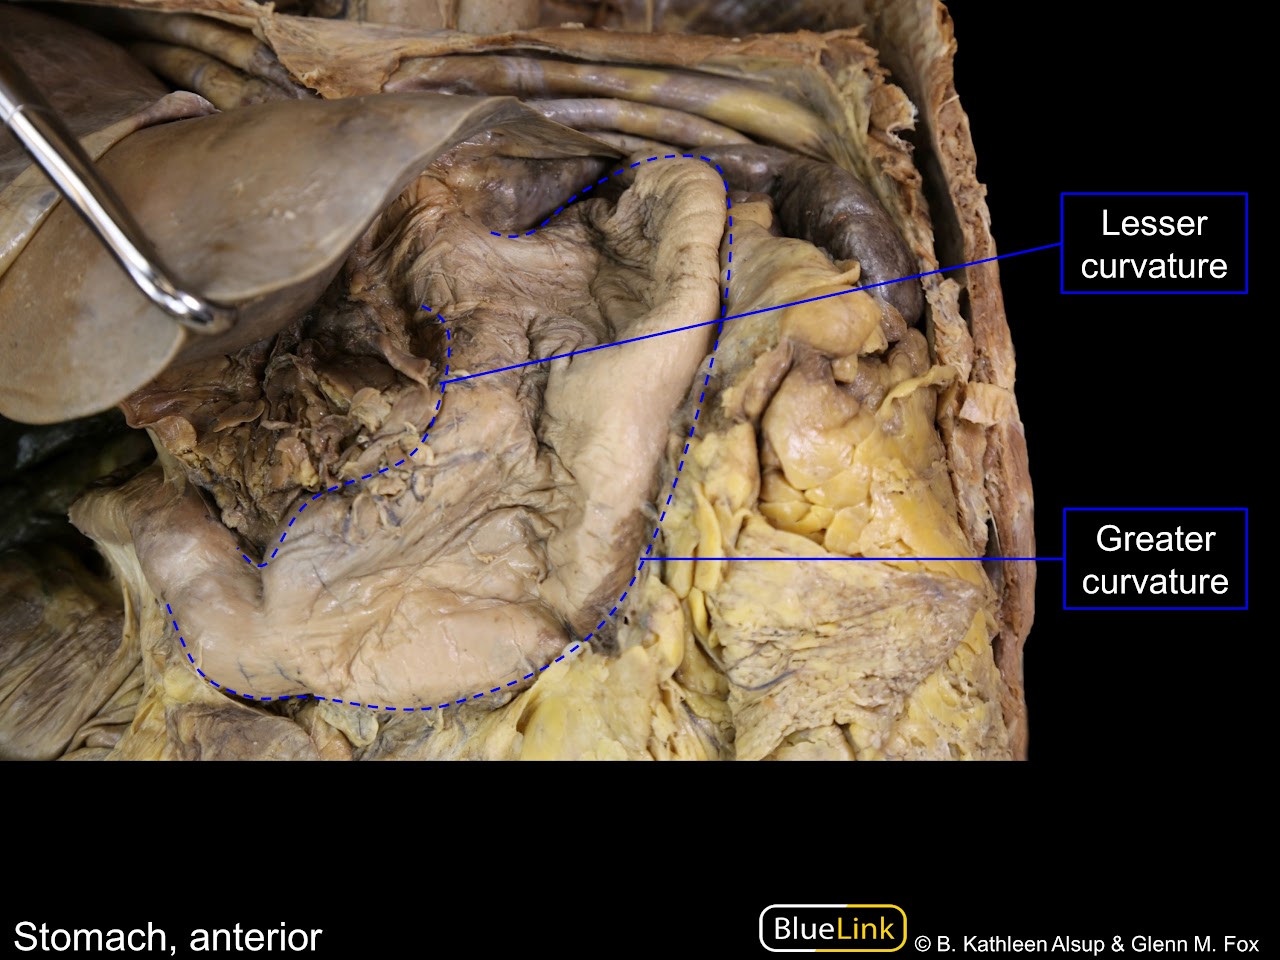 Lesser
curvature
Greater
curvature
Stomach, anterior
BlueLink
© B. Kathleen Alsup & Glenn M. Fox